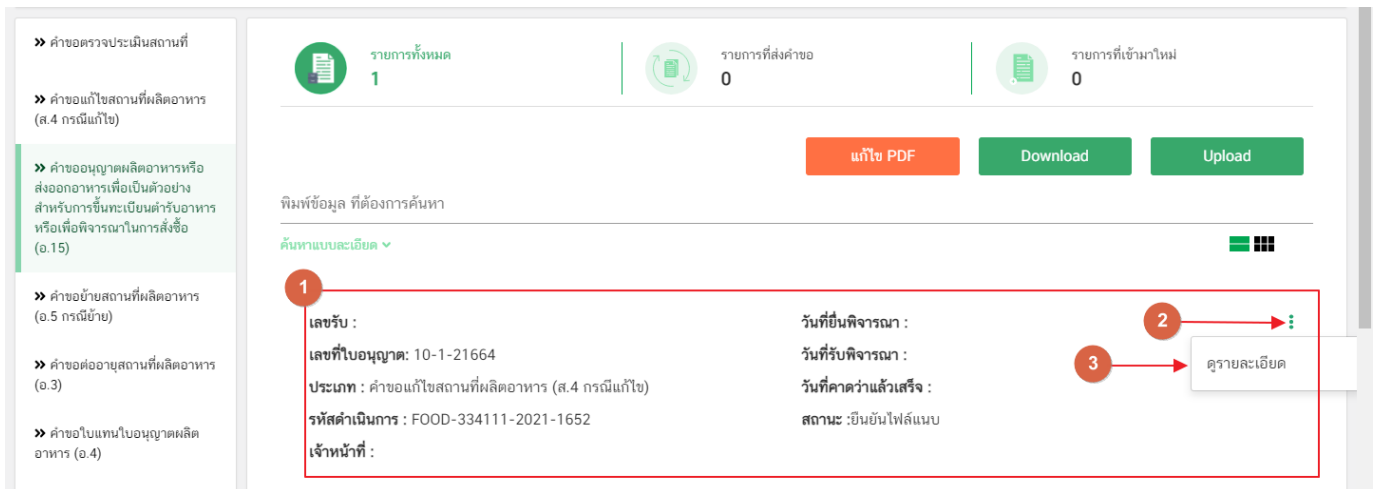 » คำขอตรวจประเมินสถานที่
» คำขอแก้ไขสถานที่ผลิตอาหาร
(ส.4 กรณีแก้ไข)
» คำขออนุญาตผลิตอาหารหรือ
ส่งออกอาหารเพื่อเป็นตัวอย่าง
สำหรับการขึ้นทะเบียนตำรับอาหาร
หรือเพื่อพิจารณาในการสั่งซื้อ
(อ.15)
» คำขอย้ายสถานที่ผลิตอาหาร
(อ.5 กรณีย้าย)
» คำขอต่ออายุสถานที่ผลิตอาหาร
(อ.3)
» คำขอใบแทนใบอนุญาตผลิต
อาหาร (อ.4)
รายการทั้งหมด
1
รายการที่ส่งคำขอ
0
รายการที่เข้ามาใหม่
0
แก้ไข PDF
Download
Upload
พิมพ์ข้อมูล ที่ต้องการค้นหา
ค้นหาแบบละเอียด
1
เลขรับ :
วันที่ยื่นพิจารณา :
2
เลขที่ใบอนุญาต: 10-1-21664
วันที่รับพิจารณา :
3
ดูรายละเอียด
ประเภท : คำขอแก้ไขสถานที่ผลิตอาหาร (ส.4 กรณีแก้ไข)
วันที่คาดว่าแล้วเสร็จ :
รหัสดำเนินการ : FOOD-334111-2021-1652
สถานะ :ยืนยันไฟล์แนบ
เจ้าหน้าที่ :